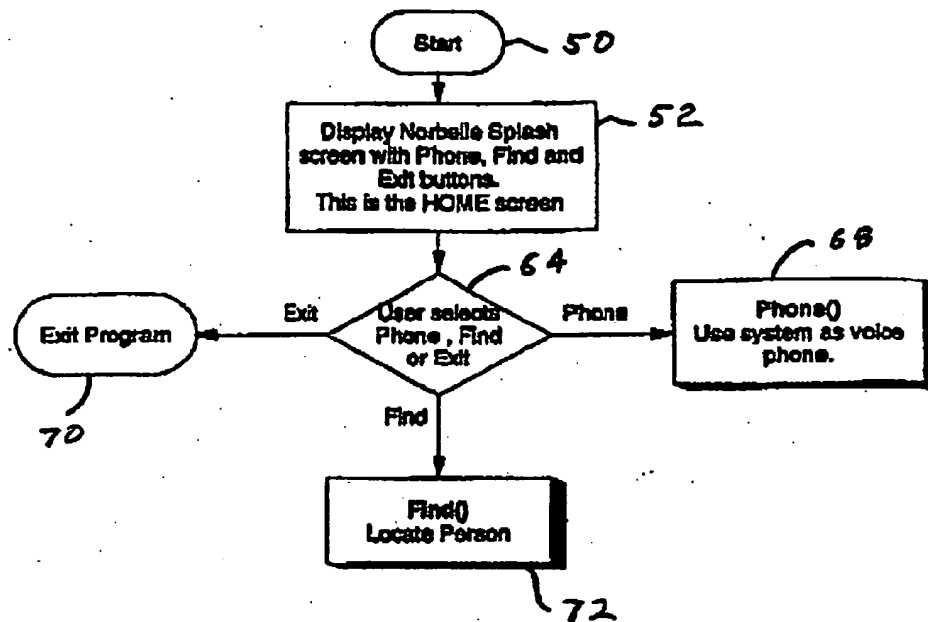 Start
50
Display Norbelle Splash
screen with Phone, Find and
Exit buttons.
This is the HOME screen
52
64
68
Exit Program
Exit
User selects
Phone , Find
or Exit
Phone
Phone()
Use system as voice
phone.
70
Find
Find()
Locate Person
72